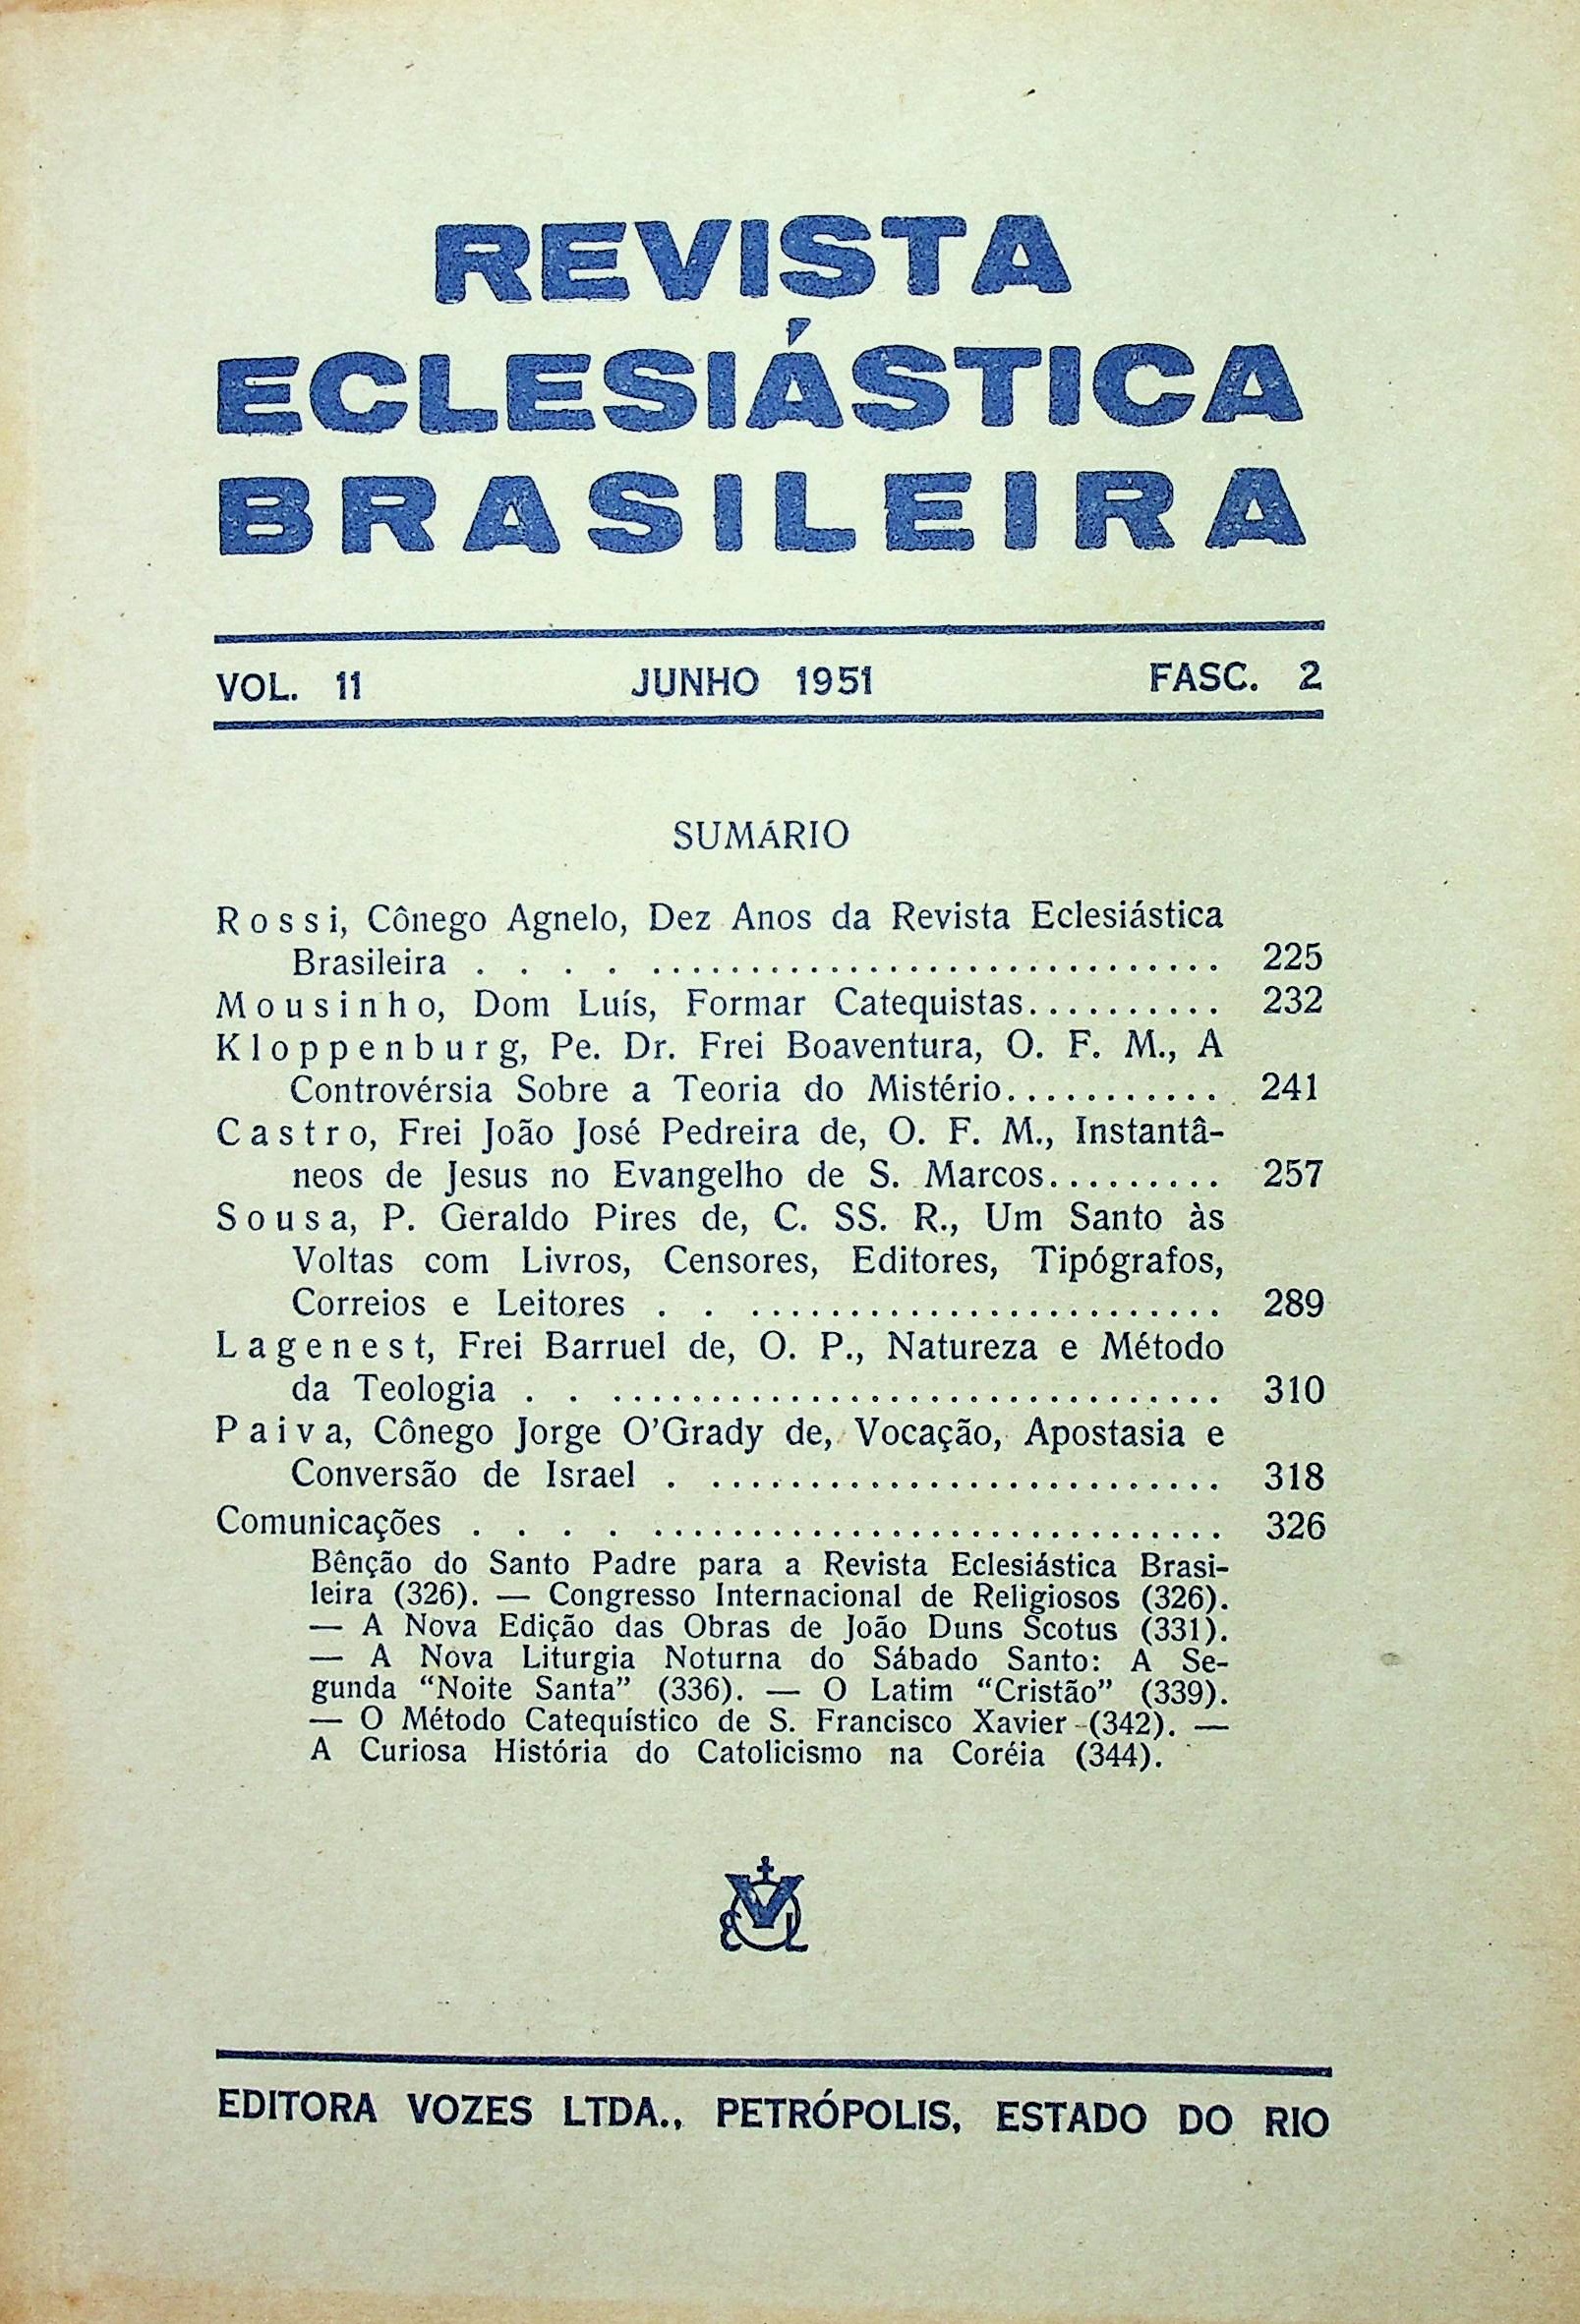 REVISTA
ECLESIÁSTICA
BRASILEIRA
VOL. 11 JUNHO 1951 FASC. 2
SUMÁRIO
Rossi, Cônego Agnelo, Dez Anos da Revista Eclesiástica
Brasileira . . . . ............................. 225
Mousinho, Dom Luís, Formar Catequistas.......... 232
Kloppenburg, Pe. Dr. Frei Boaventura, O. F. M., A
Controvérsia Sobre a Teoria do Mistério........... 241
Castro, Frei João José Pedreira de, O. F. M., Instantâ-
neos de Jesus no Evangelho de S. Marcos......... 257
Sousa, P. Geraldo Pires de, C. SS. R., Um Santo às
Voltas com Livros, Censores, Editores, Tipógrafos,
Correios e Leitores . . ........................ 289
Lagenest, Frei Barruel de, O. P., Natureza e Método
da Teologia . . ............................... 310
Paiva, Cônego Jorge O'Grady de, Vocação, Apostasia e
Conversão de Israel . .......................... 318
Comunicações . . . . ............................. 326
Bênção do Santo Padre para a Revista Eclesiástica Brasi-
leira (326). — Congresso Internacional de Religiosos (326).
— A Nova Edição das Obras de João Duns Scotus (331).
— A Nova Liturgia Noturna do Sábado Santo: A Se-
gunda “Noite Santa” (336). — O Latim “Cristão” (339).
— O Método Catequístico de S. Francisco Xavier (342). —
A Curiosa História do Catolicismo na Coréia (344).
EDITORA VOZES LTDA., PETRÓPOLIS, ESTADO DO RIO